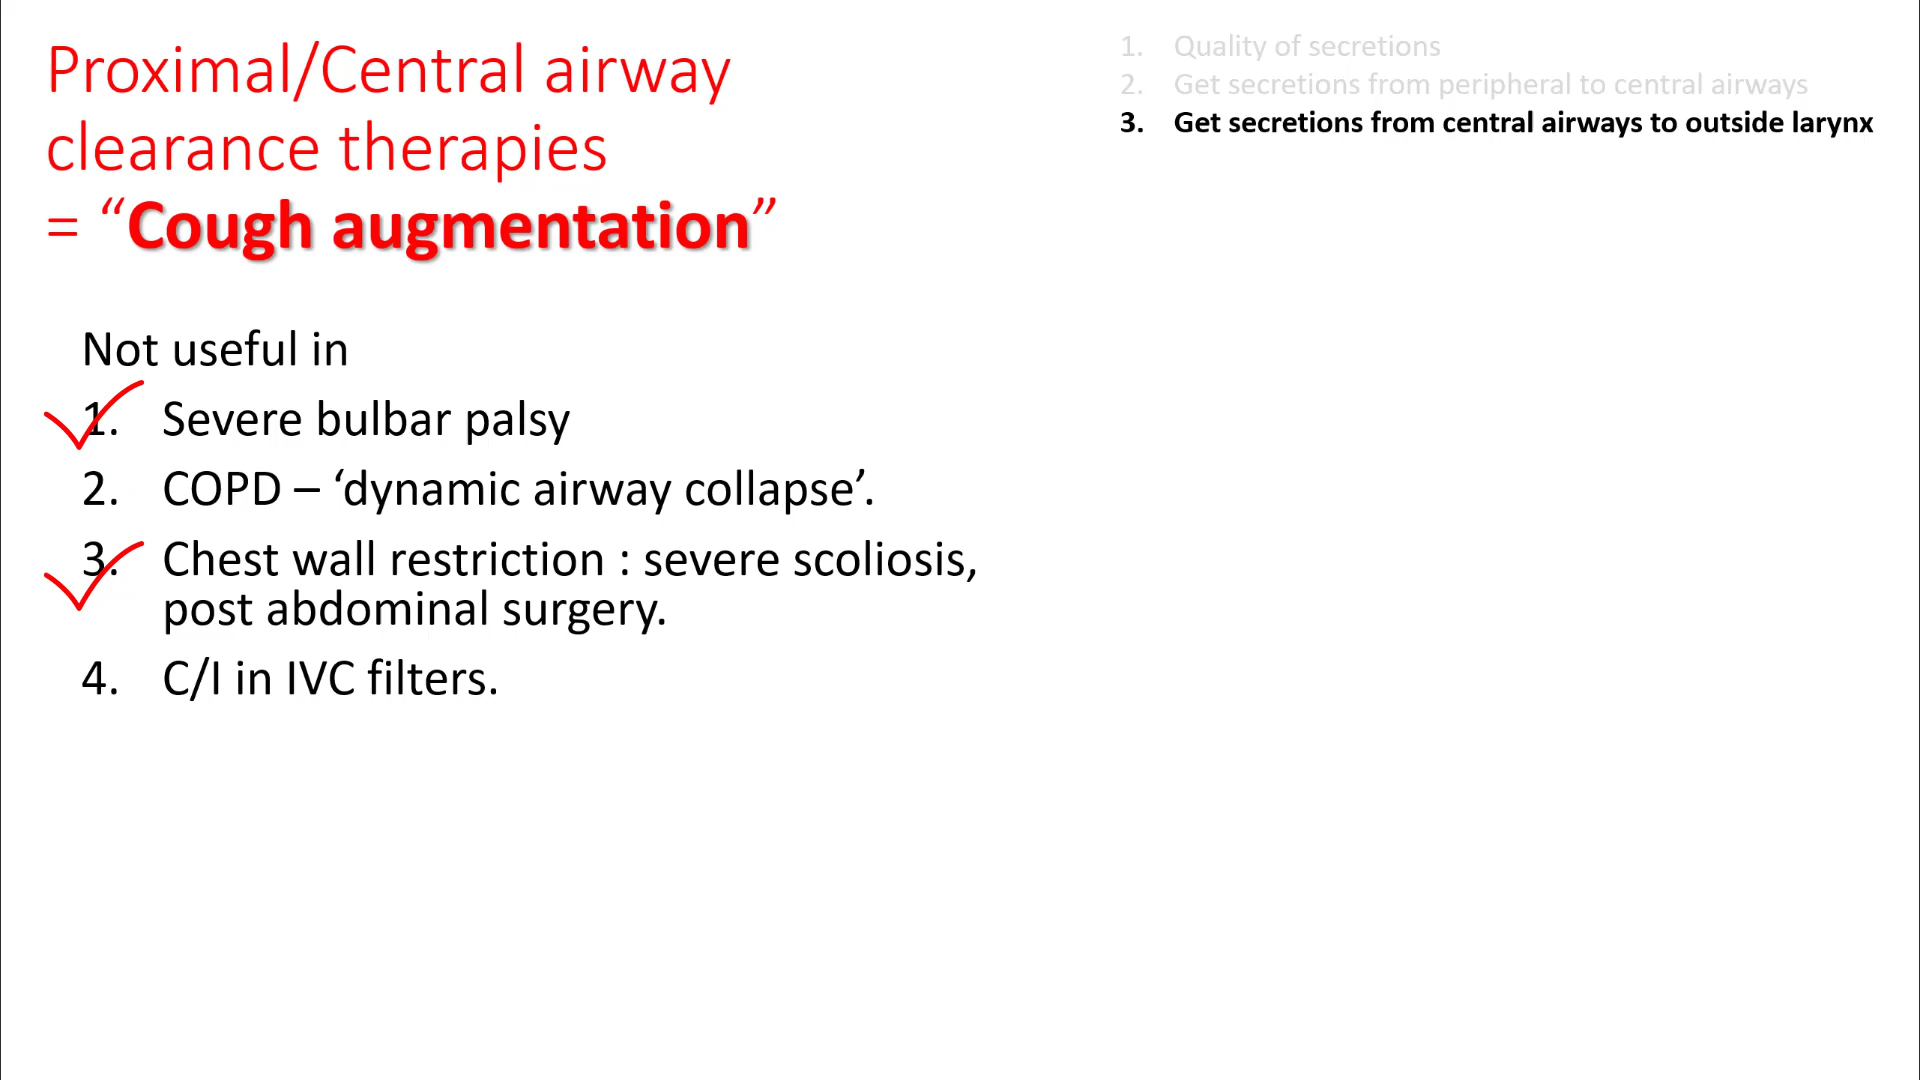 Proximal/Central airway
clearance therapies
= “Cough augmentation”
1. Quality of secretions
2. Get secretions from peripheral to central airways
3. Get secretions from central airways to outside larynx
Not useful in
1. Severe bulbar palsy
2. COPD – ‘dynamic airway collapse’.
3. Chest wall restriction : severe scoliosis,
post abdominal surgery.
4. C/I in IVC filters.